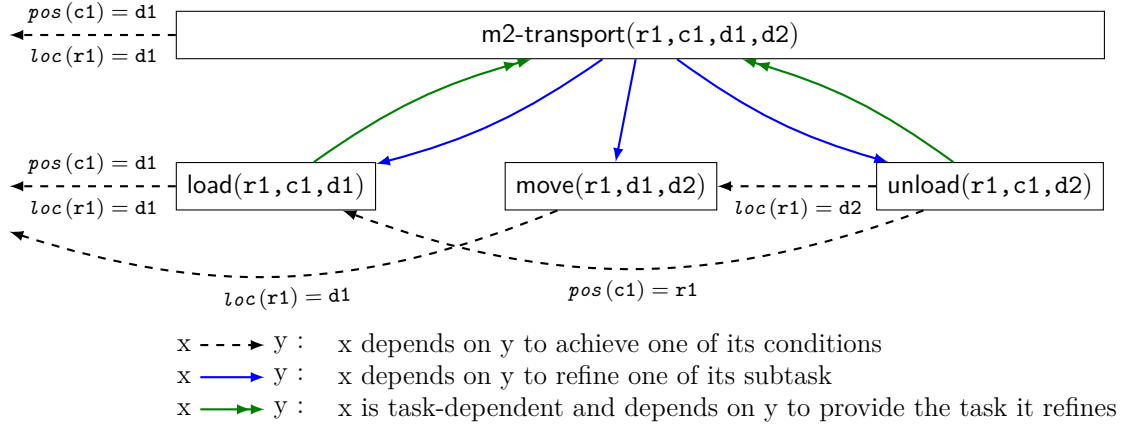 pos(c1) = d1
m2-transport(r1,c1,d1,d2)
loc(r1) = d1
pos(c1) = d1
load(r1,c1,d1)
move(r1,d1,d2)
unload(r1,c1,d2)
loc(r1) = d1
loc(r1) = d2
loc(r1) = d1
pos(c1) = r1
x y : x depends on y to achieve one of its conditions
x y : x depends on y to refine one of its subtask
x y : x is task-dependent and depends on y to provide the task it refines